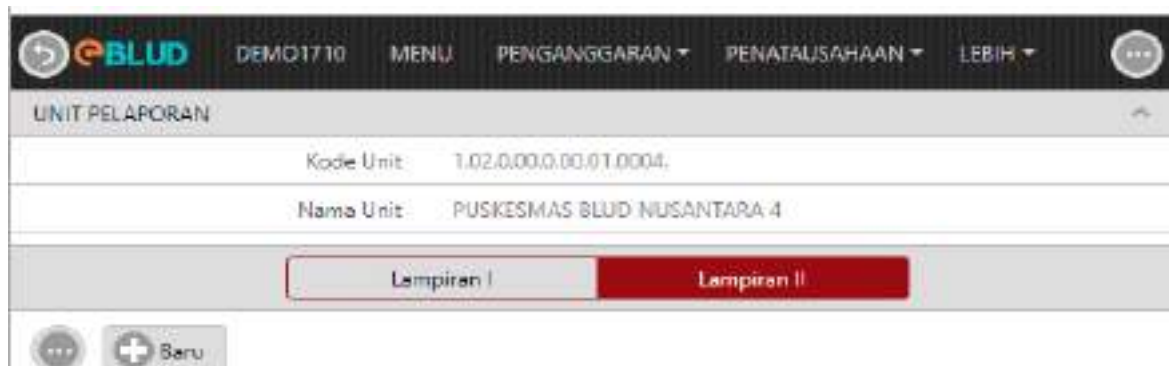 eBLUD DEMO1710 MENU PENGANGGARAN PENATAUSAHAAN LEBIH
UNIT PELAPORAN
Kode Unit 1.02.0.00.0.00.01.0004.
Nama Unit PUSKESMAS BLUD NUSANTARA 4
Lampiran I Lampiran II
Baru